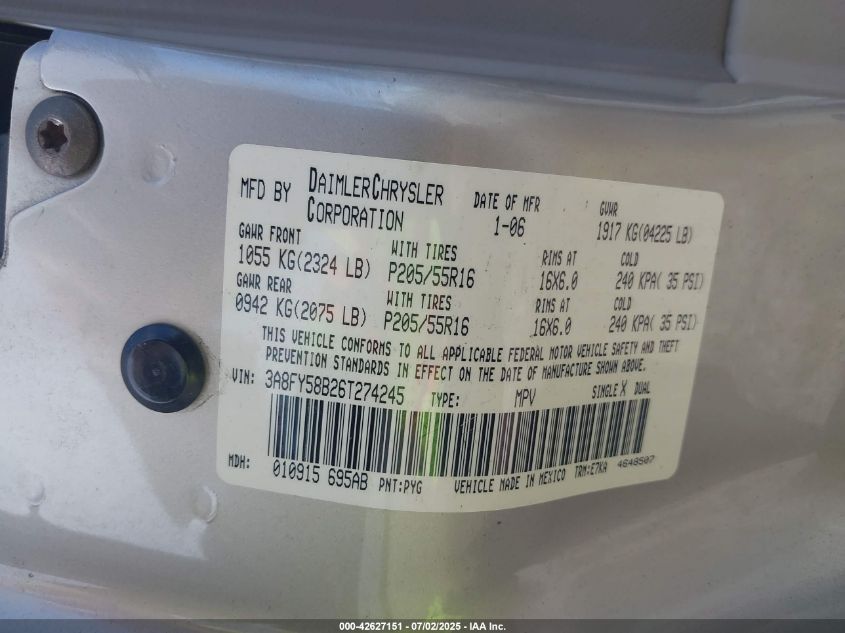 MFD BY DAIMLERCHRYSLER CORPORATION
DATE OF MFR 1-06
GVWR 1917 KG(04225 LB)
GAWR FRONT WITH TIRES RIMS AT COLD
1055 KG(2324 LB) P205/55R16 16X6.0 240 KPA( 35 PSI)
GAWR REAR WITH TIRES RIMS AT COLD
0942 KG(2075 LB) P205/55R16 16X6.0 240 KPA( 35 PSI)
THIS VEHICLE CONFORMS TO ALL APPLICABLE FEDERAL MOTOR VEHICLE SAFETY AND THEFT
PREVENTION STANDARDS IN EFFECT ON THE DATE OF MANUFACTURE SHOWN ABOVE.
VIN: 3A8FY58B26T274245 TYPE: MPV SINGLE X DUAL
MDH: 010915 695AB PNT:PYG VEHICLE MADE IN MEXICO TRM:E7KA 4648507
000-42627151 - 07/02/2025 - IAA Inc.